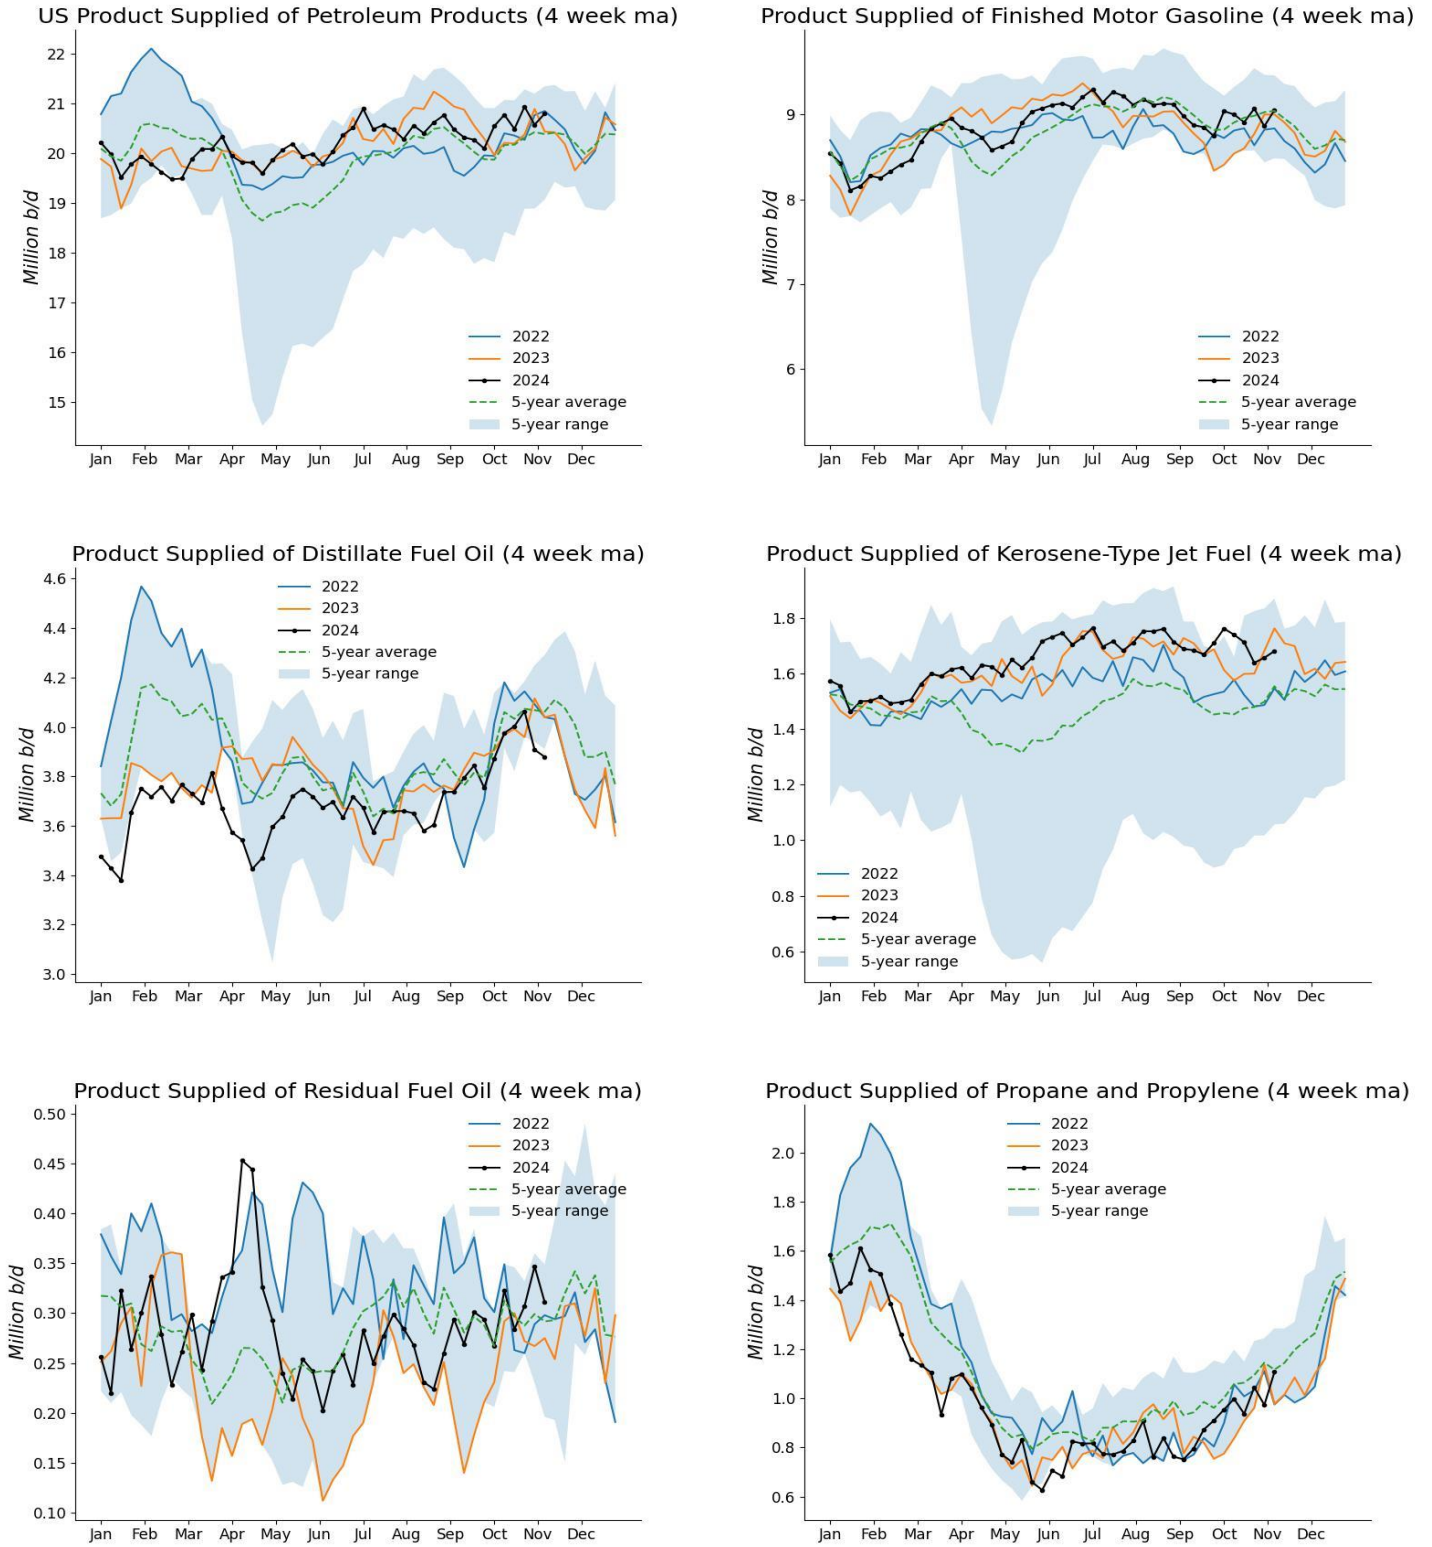 US Product Supplied of Petroleum Products (4 week ma)
Million b/d
22
21
20
19
18
17
16
15
2022
2023
2024
5-year average
5-year range
Jan Feb Mar Apr May Jun Jul Aug Sep Oct Nov Dec
Product Supplied of Finished Motor Gasoline (4 week ma)
Million b/d
9
8
7
6
2022
2023
2024
5-year average
5-year range
Jan Feb Mar Apr May Jun Jul Aug Sep Oct Nov Dec
Product Supplied of Distillate Fuel Oil (4 week ma)
Million b/d
4.6
4.4
4.2
4.0
3.8
3.6
3.4
3.2
3.0
2022
2023
2024
5-year average
5-year range
Jan Feb Mar Apr May Jun Jul Aug Sep Oct Nov Dec
Product Supplied of Kerosene-Type Jet Fuel (4 week ma)
Million b/d
1.8
1.6
1.4
1.2
1.0
0.8
0.6
2022
2023
2024
5-year average
5-year range
Jan Feb Mar Apr May Jun Jul Aug Sep Oct Nov Dec
Product Supplied of Residual Fuel Oil (4 week ma)
Million b/d
0.50
0.45
0.40
0.35
0.30
0.25
0.20
0.15
0.10
2022
2023
2024
5-year average
5-year range
Jan Feb Mar Apr May Jun Jul Aug Sep Oct Nov Dec
Product Supplied of Propane and Propylene (4 week ma)
Million b/d
2.0
1.8
1.6
1.4
1.2
1.0
0.8
0.6
2022
2023
2024
5-year average
5-year range
Jan Feb Mar Apr May Jun Jul Aug Sep Oct Nov Dec